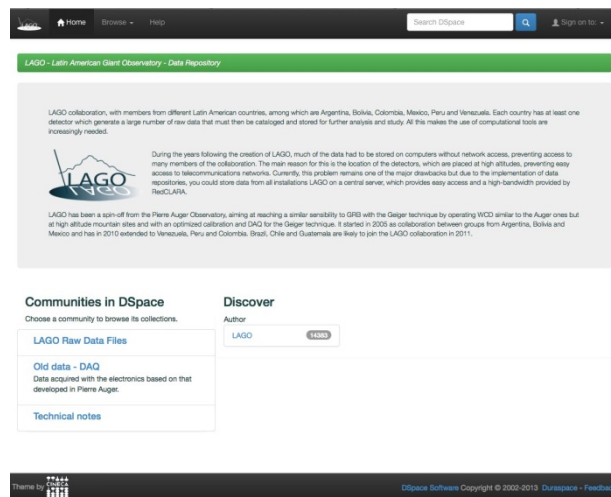 LAGO Home Browse Help Search DSpace Sign on to:
LAGO - Latin American Giant Observatory - Data Repository
LAGO collaboration, with members from different Latin American countries, among which are Argentina, Bolivia, Colombia, Mexico, Peru and Venezuela. Each country has at least one
detector which generate a large number of raw data that must then be cataloged and stored for further analysis and study. All this makes the use of computational tools are
increasingly needed.
During the years following the creation of LAGO, much of the data had to be stored on computers without network access, preventing access to
many members of the collaboration. The main reason for this is the location of the detectors, which are placed at high altitudes, preventing easy
access to telecommunications networks. Currently, this problem remains one of the major drawbacks but due to the implementation of data
repositories, you could store data from all installations LAGO on a central server, which provides easy access and a high-bandwidth provided by
RedCLARA.
LAGO
LAGO has been a spin-off from the Pierre Auger Observatory, aiming at reaching a similar sensibility to GRB with the Geiger technique by operating WCD similar to the Auger ones but
at high altitude mountain sites and with an optimized calibration and DAQ for the Geiger technique. It started in 2005 as collaboration between groups from Argentina, Bolivia and
Mexico and has in 2010 extended to Venezuela, Peru and Colombia. Brazil, Chile and Guatemala are likely to join the LAGO collaboration in 2011.
Communities in DSpace
Choose a community to browse its collections.
LAGO Raw Data Files
Old data - DAQ
Data acquired with the electronics based on that
developed in Pierre Auger.
Technical notes
Discover
Author
LAGO 14383
Theme by CINECA
DSpace Software Copyright © 2002-2013 Duraspace - Feedbac